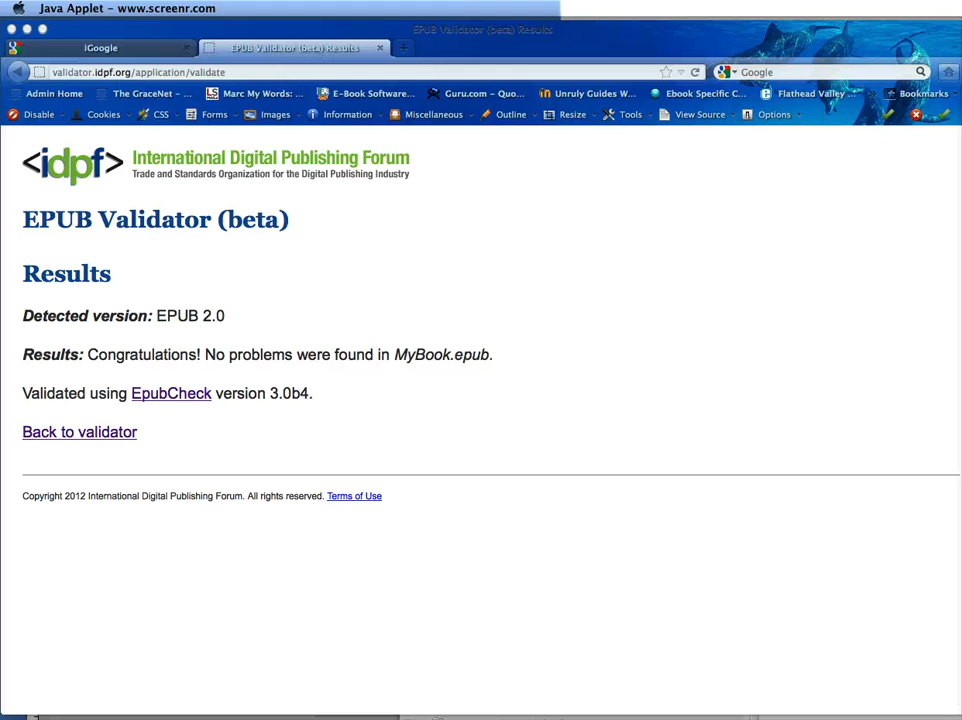 Java Applet – www.screenr.com
EPUB Validator (beta) Results
iGoogle
EPUB Validator (beta) Results
validator.idpf.org/application/validate
Google
Admin Home The GraceNet – ... Marc My Words: ... E-Book Software... Guru.com – Quo... Unruly Guides W... Ebook Specific C... Flathead Valley ... Bookmarks
Disable Cookies CSS Forms Images Information Miscellaneous Outline Resize Tools View Source Options
<idpf> International Digital Publishing Forum
Trade and Standards Organization for the Digital Publishing Industry
EPUB Validator (beta)
Results
Detected version: EPUB 2.0
Results: Congratulations! No problems were found in MyBook.epub.
Validated using EpubCheck version 3.0b4.
Back to validator
Copyright 2012 International Digital Publishing Forum. All rights reserved. Terms of Use